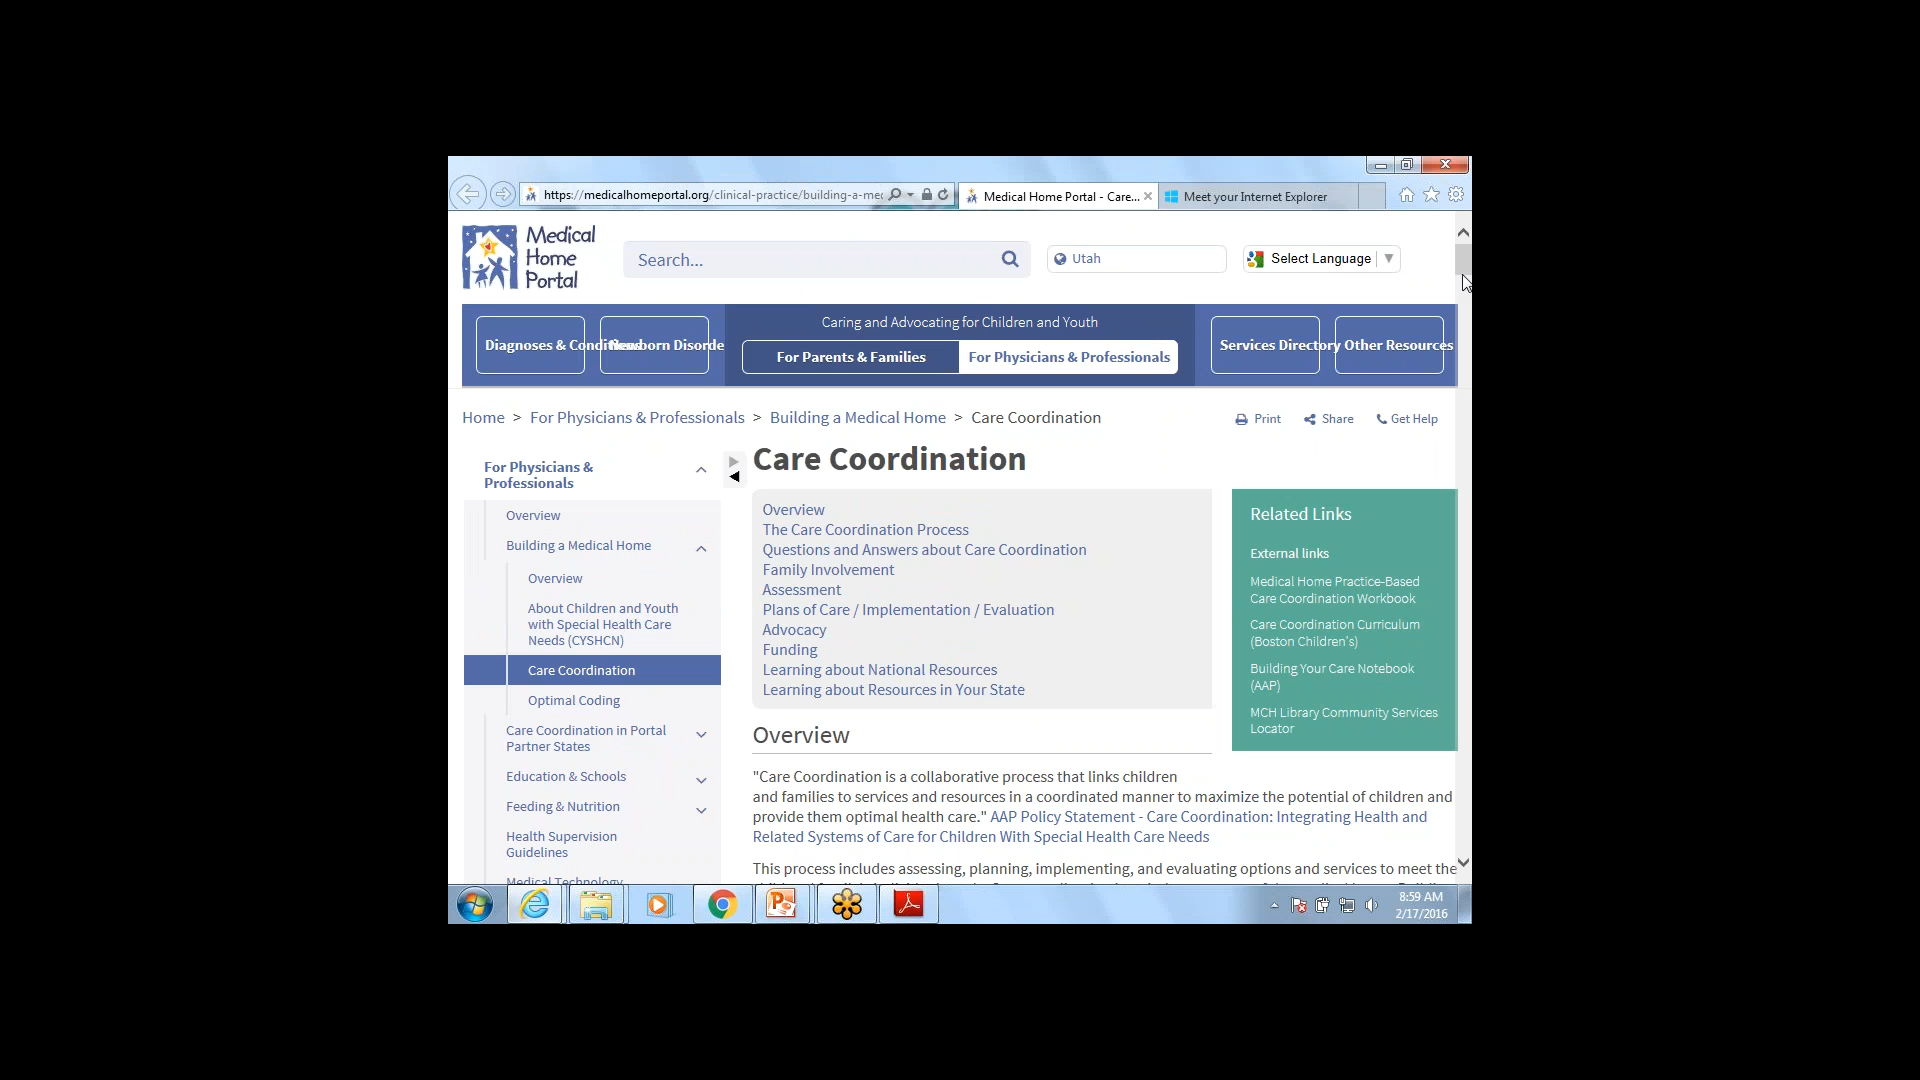 https://medicalhomeportal.org/clinical-practice/building-a-med
Medical Home Portal - Care...
Meet your Internet Explorer
Medical
Home
Portal
Search...
Utah
Select Language
Diagnoses & Conditions
Newborn Disorde
Caring and Advocating for Children and Youth
For Parents & Families
For Physicians & Professionals
Services Directory
Other Resources
Home > For Physicians & Professionals > Building a Medical Home > Care Coordination
Print
Share
Get Help
For Physicians &
Professionals
Overview
Building a Medical Home
Overview
About Children and Youth
with Special Health Care
Needs (CYSHCN)
Care Coordination
Optimal Coding
Care Coordination in Portal
Partner States
Education & Schools
Feeding & Nutrition
Health Supervision
Guidelines
Medical Technology
Care Coordination
Overview
The Care Coordination Process
Questions and Answers about Care Coordination
Family Involvement
Assessment
Plans of Care / Implementation / Evaluation
Advocacy
Funding
Learning about National Resources
Learning about Resources in Your State
Related Links
External links
Medical Home Practice-Based
Care Coordination Workbook
Care Coordination Curriculum
(Boston Children's)
Building Your Care Notebook
(AAP)
MCH Library Community Services
Locator
Overview
"Care Coordination is a collaborative process that links children
and families to services and resources in a coordinated manner to maximize the potential of children and
provide them optimal health care." AAP Policy Statement - Care Coordination: Integrating Health and
Related Systems of Care for Children With Special Health Care Needs
This process includes assessing, planning, implementing, and evaluating options and services to meet the
8:59 AM
2/17/2016